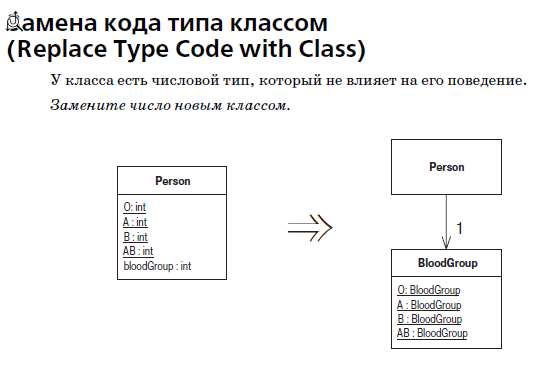 Замена кода типа классом
(Replace Type Code with Class)
У класса есть числовой тип, который не влияет на его поведение.
Замените число новым классом.
Person
O: int
A : int
B : int
AB : int
bloodGroup : int
Person
1
BloodGroup
O: BloodGroup
A : BloodGroup
B : BloodGroup
AB : BloodGroup